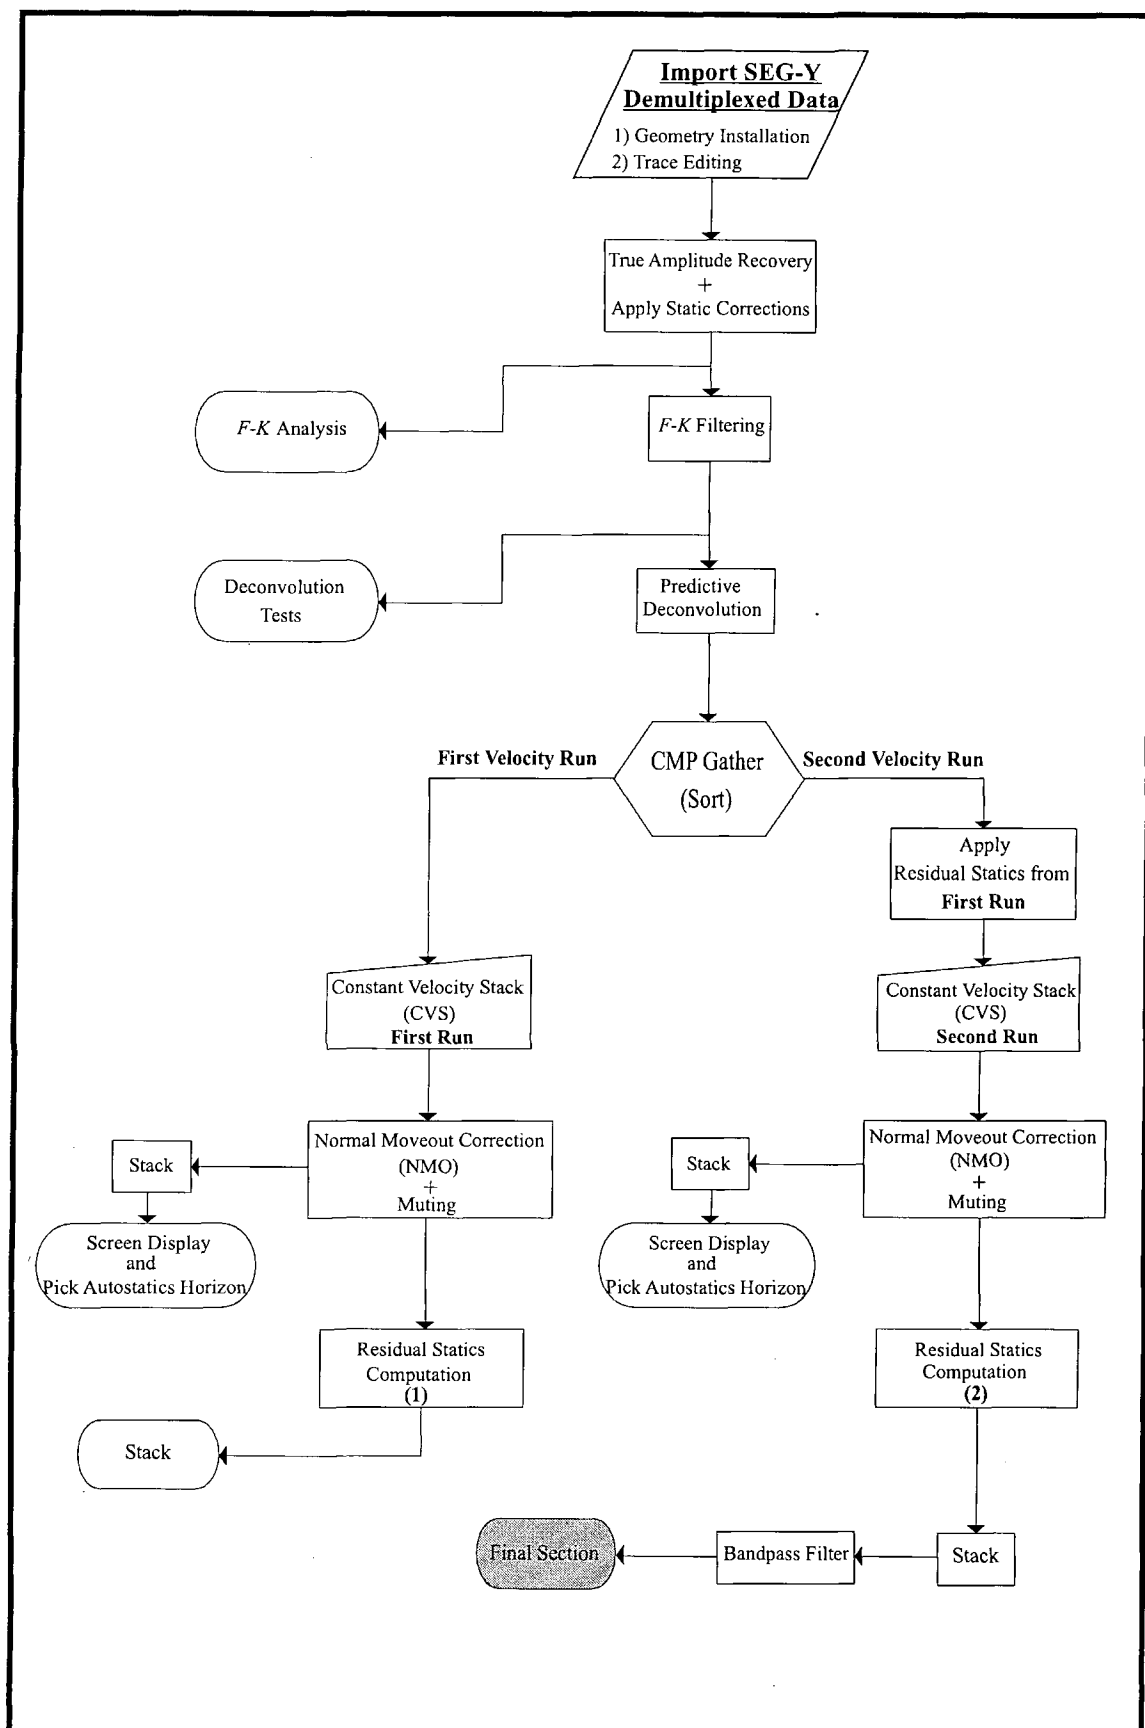 Import SEG-Y
Demultiplexed Data
1) Geometry Installation
2) Trace Editing
True Amplitude Recovery
+
Apply Static Corrections
F-K Analysis
F-K Filtering
Deconvolution
Tests
Predictive
Deconvolution
First Velocity Run
CMP Gather
(Sort)
Second Velocity Run
Apply
Residual Statics from
First Run
Constant Velocity Stack
(CVS)
First Run
Constant Velocity Stack
(CVS)
Second Run
Normal Moveout Correction
(NMO)
+
Muting
Stack
Screen Display
and
Pick Autostatics Horizon
Normal Moveout Correction
(NMO)
+
Muting
Stack
Screen Display
and
Pick Autostatics Horizon
Residual Statics
Computation
(1)
Stack
Residual Statics
Computation
(2)
Stack
Bandpass Filter
Final Section